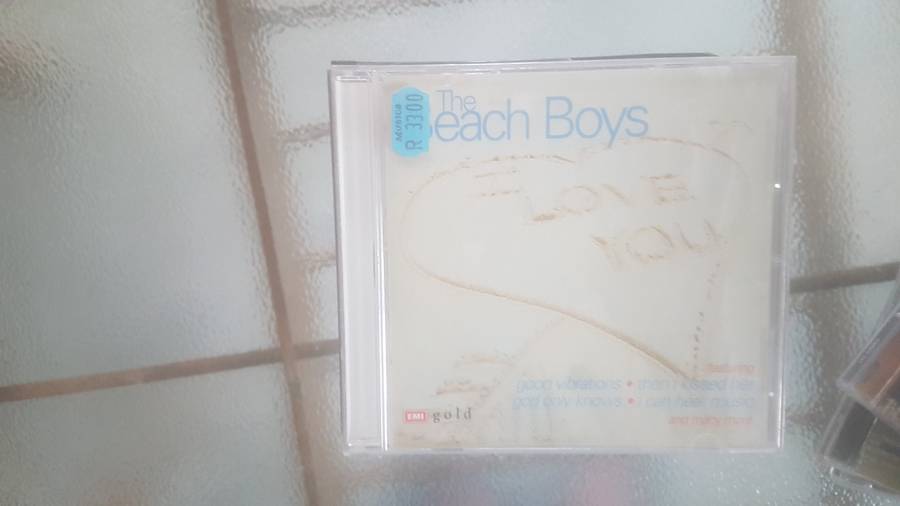 The
Beach Boys
MUSICA
R 3300
I LOVE
YOU
featuring
good vibrations • then i kissed her
god only knows • i can hear music
and many more
EMI gold